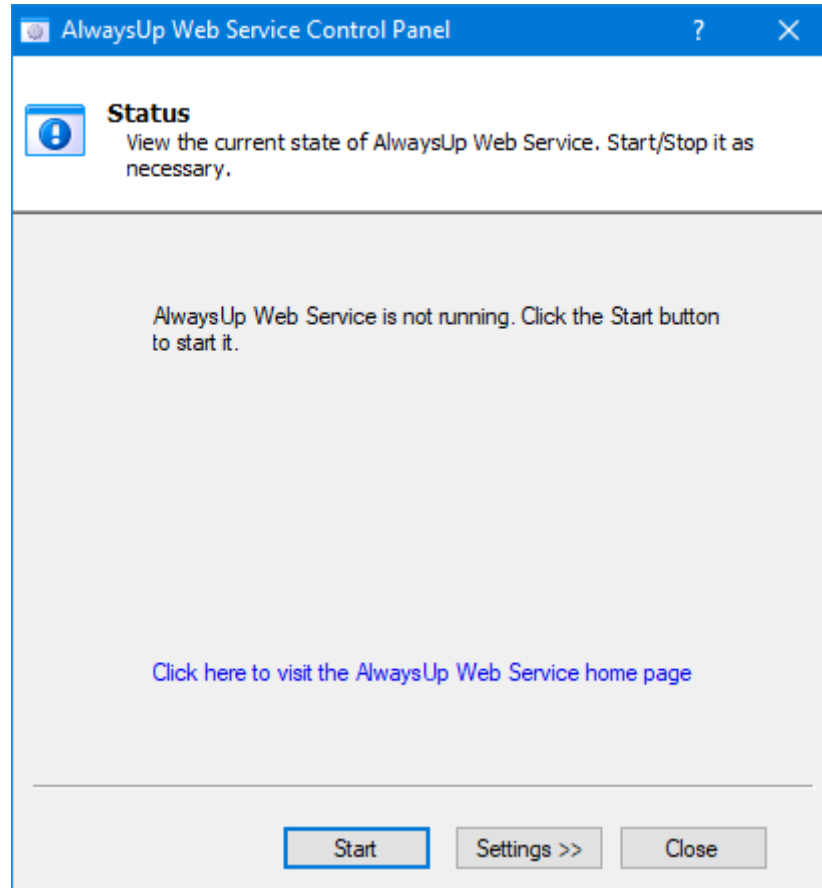 AlwaysUp Web Service Control Panel
?
Status
View the current state of AlwaysUp Web Service. Start/Stop it as
necessary.
AlwaysUp Web Service is not running. Click the Start button
to start it.
Click here to visit the AlwaysUp Web Service home page
Start
Settings >>
Close